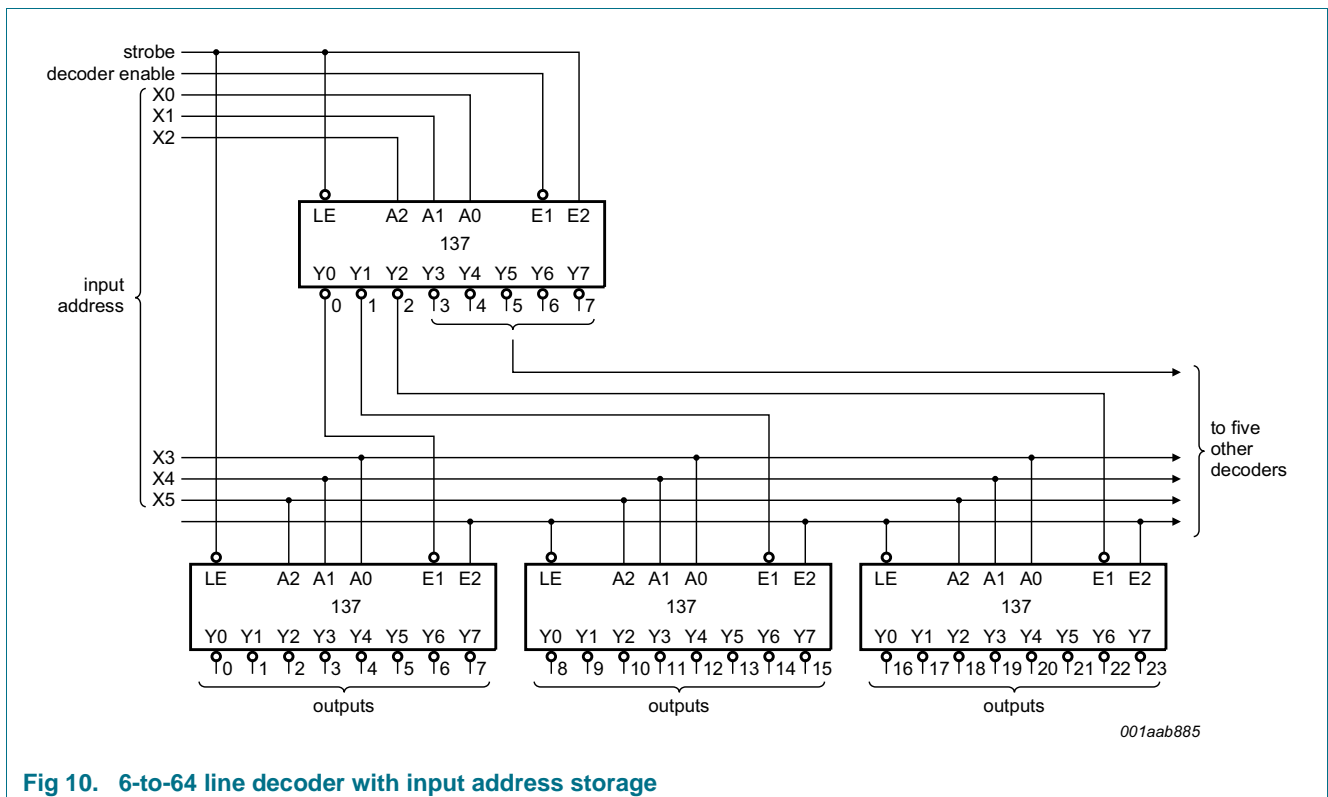 strobe
decoder enable
X0
X1
X2
LE A2 A1 A0 E1 E2
137
Y0 Y1 Y2 Y3 Y4 Y5 Y6 Y7
0 1 2 3 4 5 6 7
input
address
to five
other
decoders
X3
X4
X5
LE A2 A1 A0 E1 E2
137
Y0 Y1 Y2 Y3 Y4 Y5 Y6 Y7
0 1 2 3 4 5 6 7
outputs
LE A2 A1 A0 E1 E2
137
Y0 Y1 Y2 Y3 Y4 Y5 Y6 Y7
8 9 10 11 12 13 14 15
outputs
LE A2 A1 A0 E1 E2
137
Y0 Y1 Y2 Y3 Y4 Y5 Y6 Y7
16 17 18 19 20 21 22 23
outputs
001aab885
Fig 10. 6-to-64 line decoder with input address storage